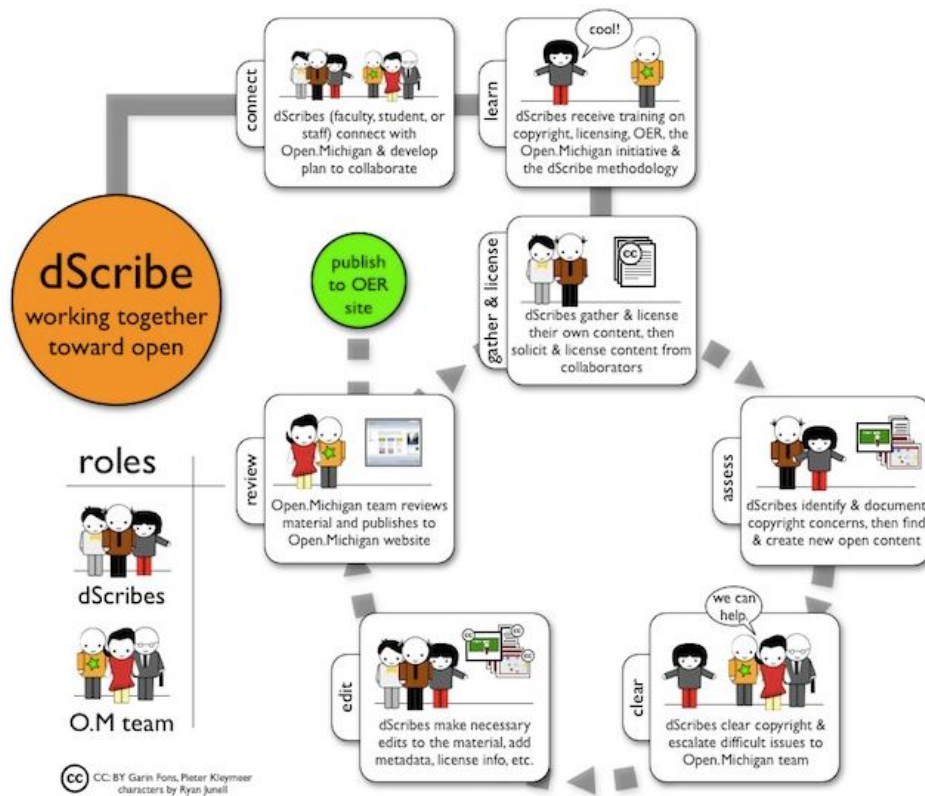 dScribe
working together
toward open
connect
dScribes (faculty, student, or
staff) connect with
Open.Michigan & develop
plan to collaborate
learn
cool!
dScribes receive training on
copyright, licensing, OER, the
Open.Michigan initiative &
the dScribe methodology
gather & license
CC
dScribes gather & license
their own content, then
solicit & license content from
collaborators
assess
dScribes identify & document
copyright concerns, then find
& create new open content
clear
we can
help.
dScribes clear copyright &
escalate difficult issues to
Open.Michigan team
edit
CC
CC
CC
dScribes make necessary
edits to the material, add
metadata, license info, etc.
review
Open.Michigan team reviews
material and publishes to
Open.Michigan website
publish
to OER
site
roles
dScribes
O.M team
CC
CC: BY Garin Fons, Pieter Kleymeer
characters by Ryan Junell